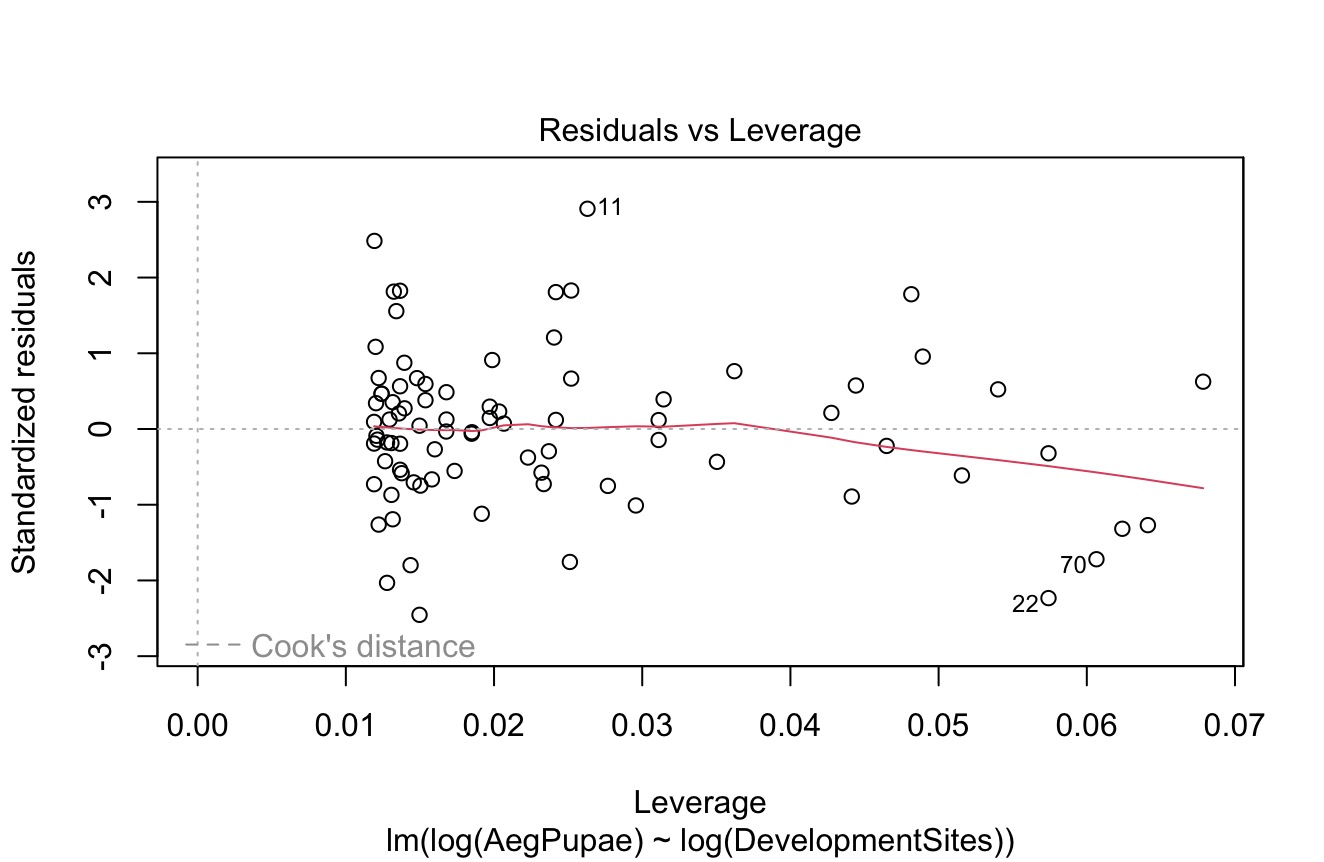 Residuals vs Leverage
Standardized residuals
3
2
1
0
-1
-2
-3
11
70
22
Cook's distance
0.00 0.01 0.02 0.03 0.04 0.05 0.06 0.07
Leverage
lm(log(AegPupae) ~ log(DevelopmentSites))